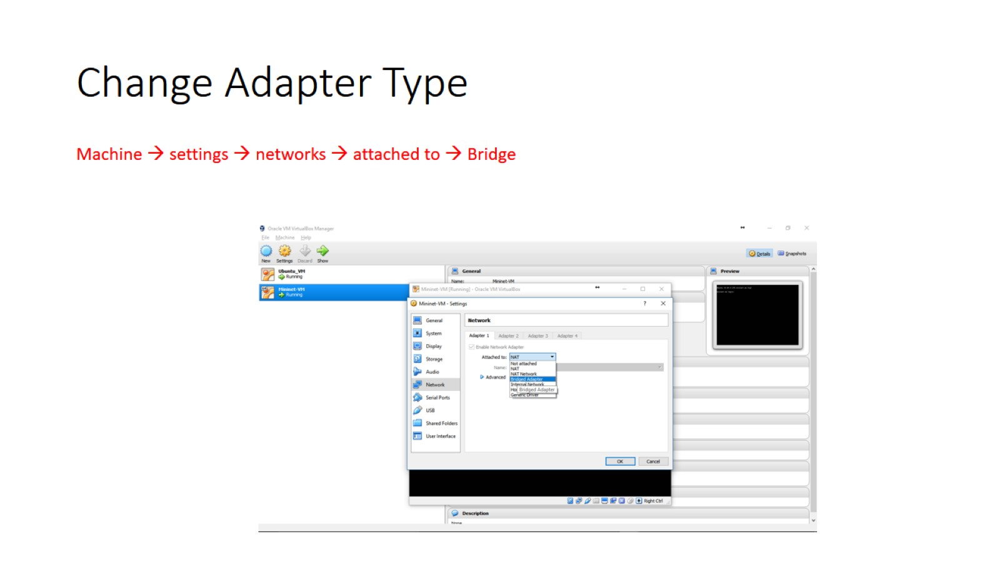 Change Adapter Type
Machine → settings → networks → attached to → Bridge
Oracle VM VirtualBox Manager
File Machine Help
New Settings Discard Show
Details Snapshots
Ubuntu_VM
Running
Mininet-VM
Running
General
Name: Mininet-VM
Preview
Mininet-VM [Running] - Oracle VM VirtualBox
Mininet-VM - Settings
? 
General
System
Display
Storage
Audio
Network
Serial Ports
USB
Shared Folders
User Interface
Network
Adapter 1 Adapter 2 Adapter 3 Adapter 4
Enable Network Adapter
Attached to: NAT
Not attached
NAT
NAT Network
Bridged Adapter
Internal Network
Bridged Adapter
Generic Driver
Name:
Advanced
OK Cancel
Right Ctrl
Description
None